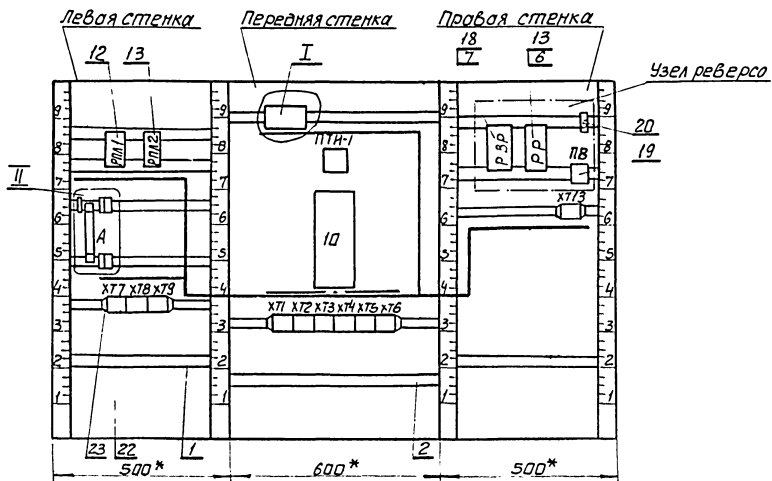 Левая стенка
Передняя стенка
Правая стенка
12 13
I
18
7
13
6
Узел реверса
9 9 9 9
ПТН-1
20
8 РПЛ1 РПЛ2 8 8 РВР РР 8
ПВ
19
II
7 7 7 7
6 6 6 ХТ13 6
А
10
5 5 5 5
4 4 4 4
ХТ7 ХТ8 ХТ9
ХТ1 ХТ2 ХТ3 ХТ4 ХТ5 ХТ6
3 3 3 3
2 2 2 2
1 1 1 1
23 22 1 2
500* 600* 500*